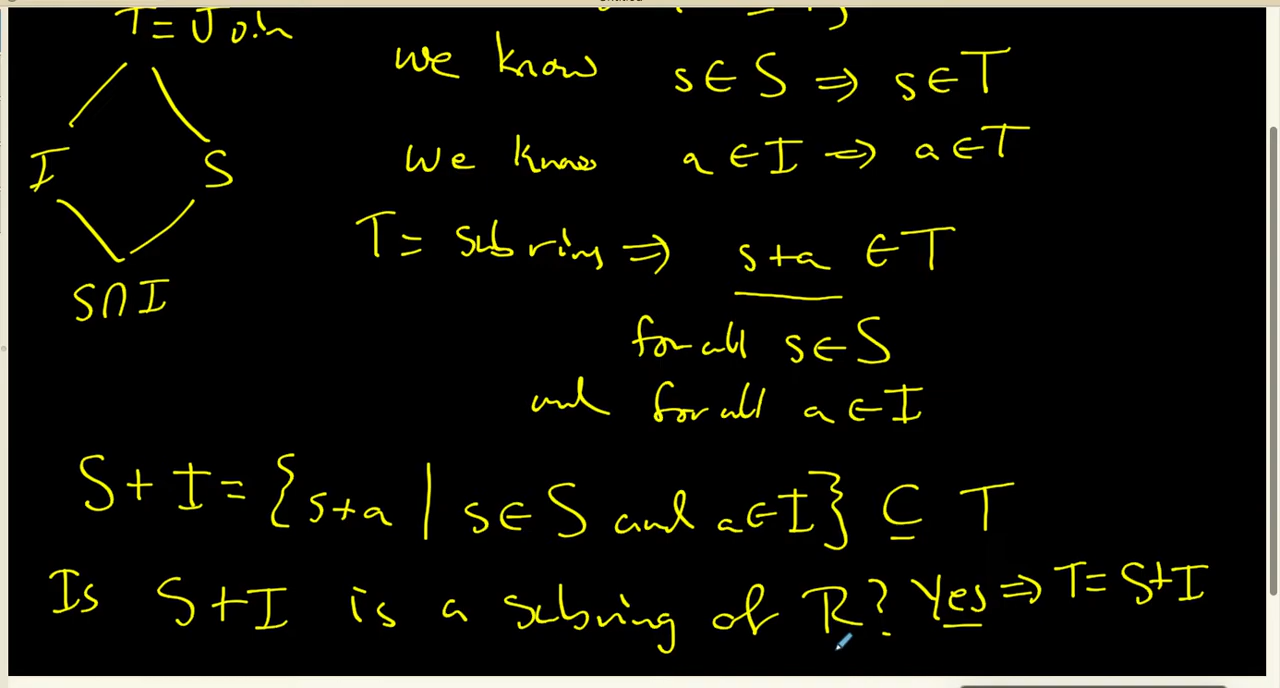 T = Join
we know s ∈ S ⇒ s ∈ T
I
S
we know a ∈ I ⇒ a ∈ T
T = subring ⇒ s+a ∈ T
S∩I
for all s ∈ S
and for all a ∈ I
S + I = {s+a | s ∈ S and a ∈ I} ⊆ T
Is S+I is a subring of R? Yes ⇒ T = S+I